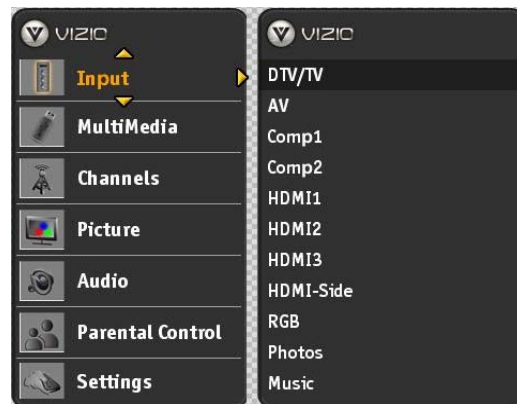 VIZIO
Input
MultiMedia
Channels
Picture
Audio
Parental Control
Settings
VIZIO
DTV/TV
AV
Comp1
Comp2
HDMI1
HDMI2
HDMI3
HDMI-Side
RGB
Photos
Music